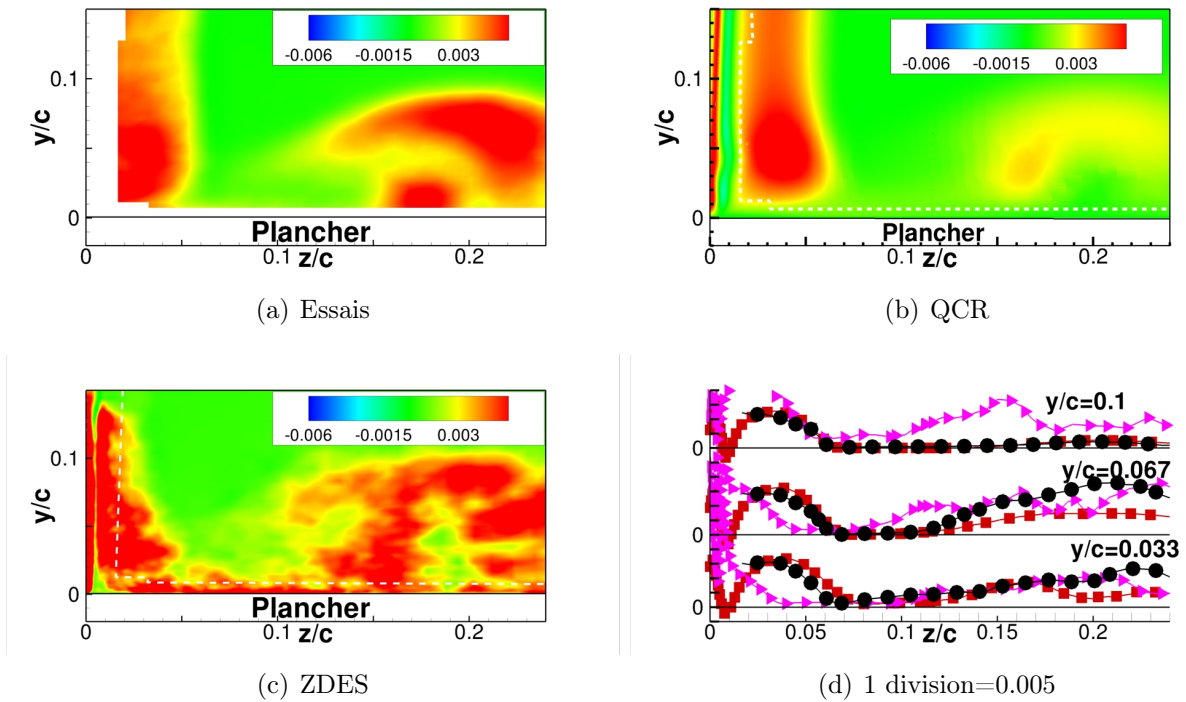 -0.006 -0.0015 0.003
y/c
0.1
0
Plancher
0 0.1 z/c 0.2
(a) Essais
-0.006 -0.0015 0.003
y/c
0.1
0
Plancher
0 0.1 z/c 0.2
(b) QCR
-0.006 -0.0015 0.003
y/c
0.1
0
Plancher
0 0.1 z/c 0.2
(c) ZDES
y/c=0.1
0
y/c=0.067
0
y/c=0.033
0
0 0.05 0.1 z/c 0.15 0.2
(d) 1 division=0.005